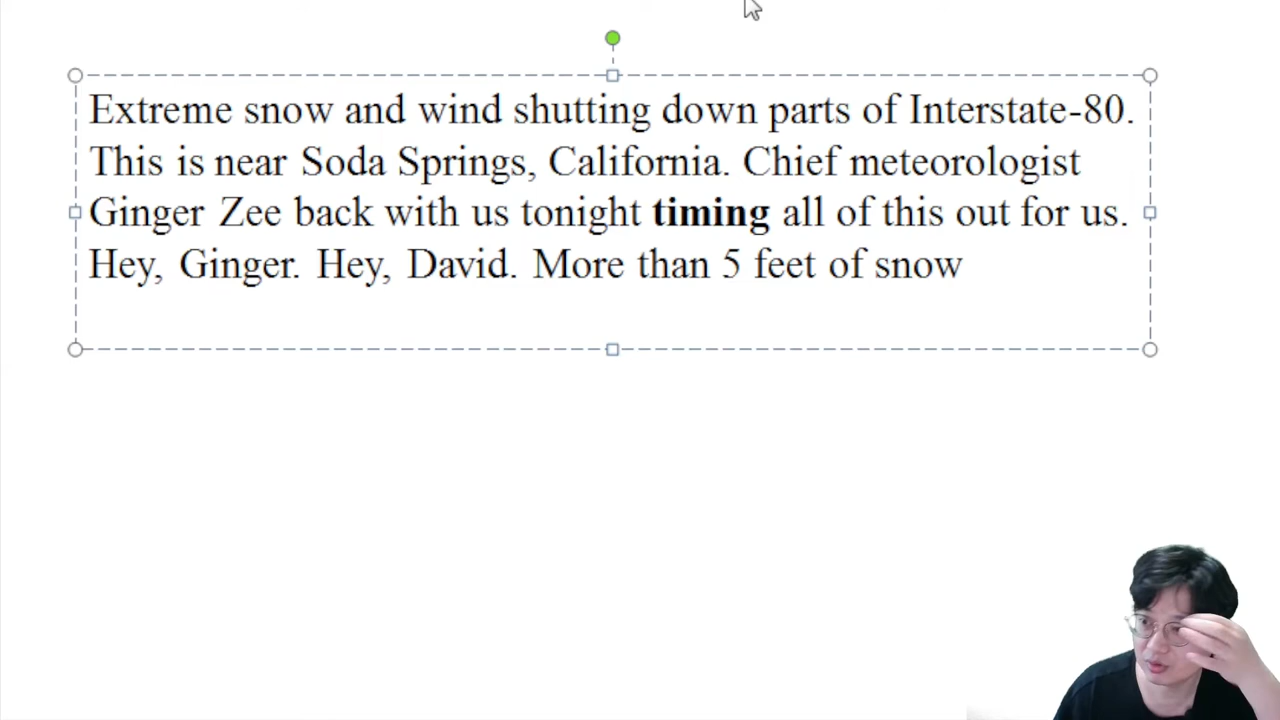 Extreme snow and wind shutting down parts of Interstate-80.
This is near Soda Springs, California. Chief meteorologist
Ginger Zee back with us tonight timing all of this out for us.
Hey, Ginger. Hey, David. More than 5 feet of snow